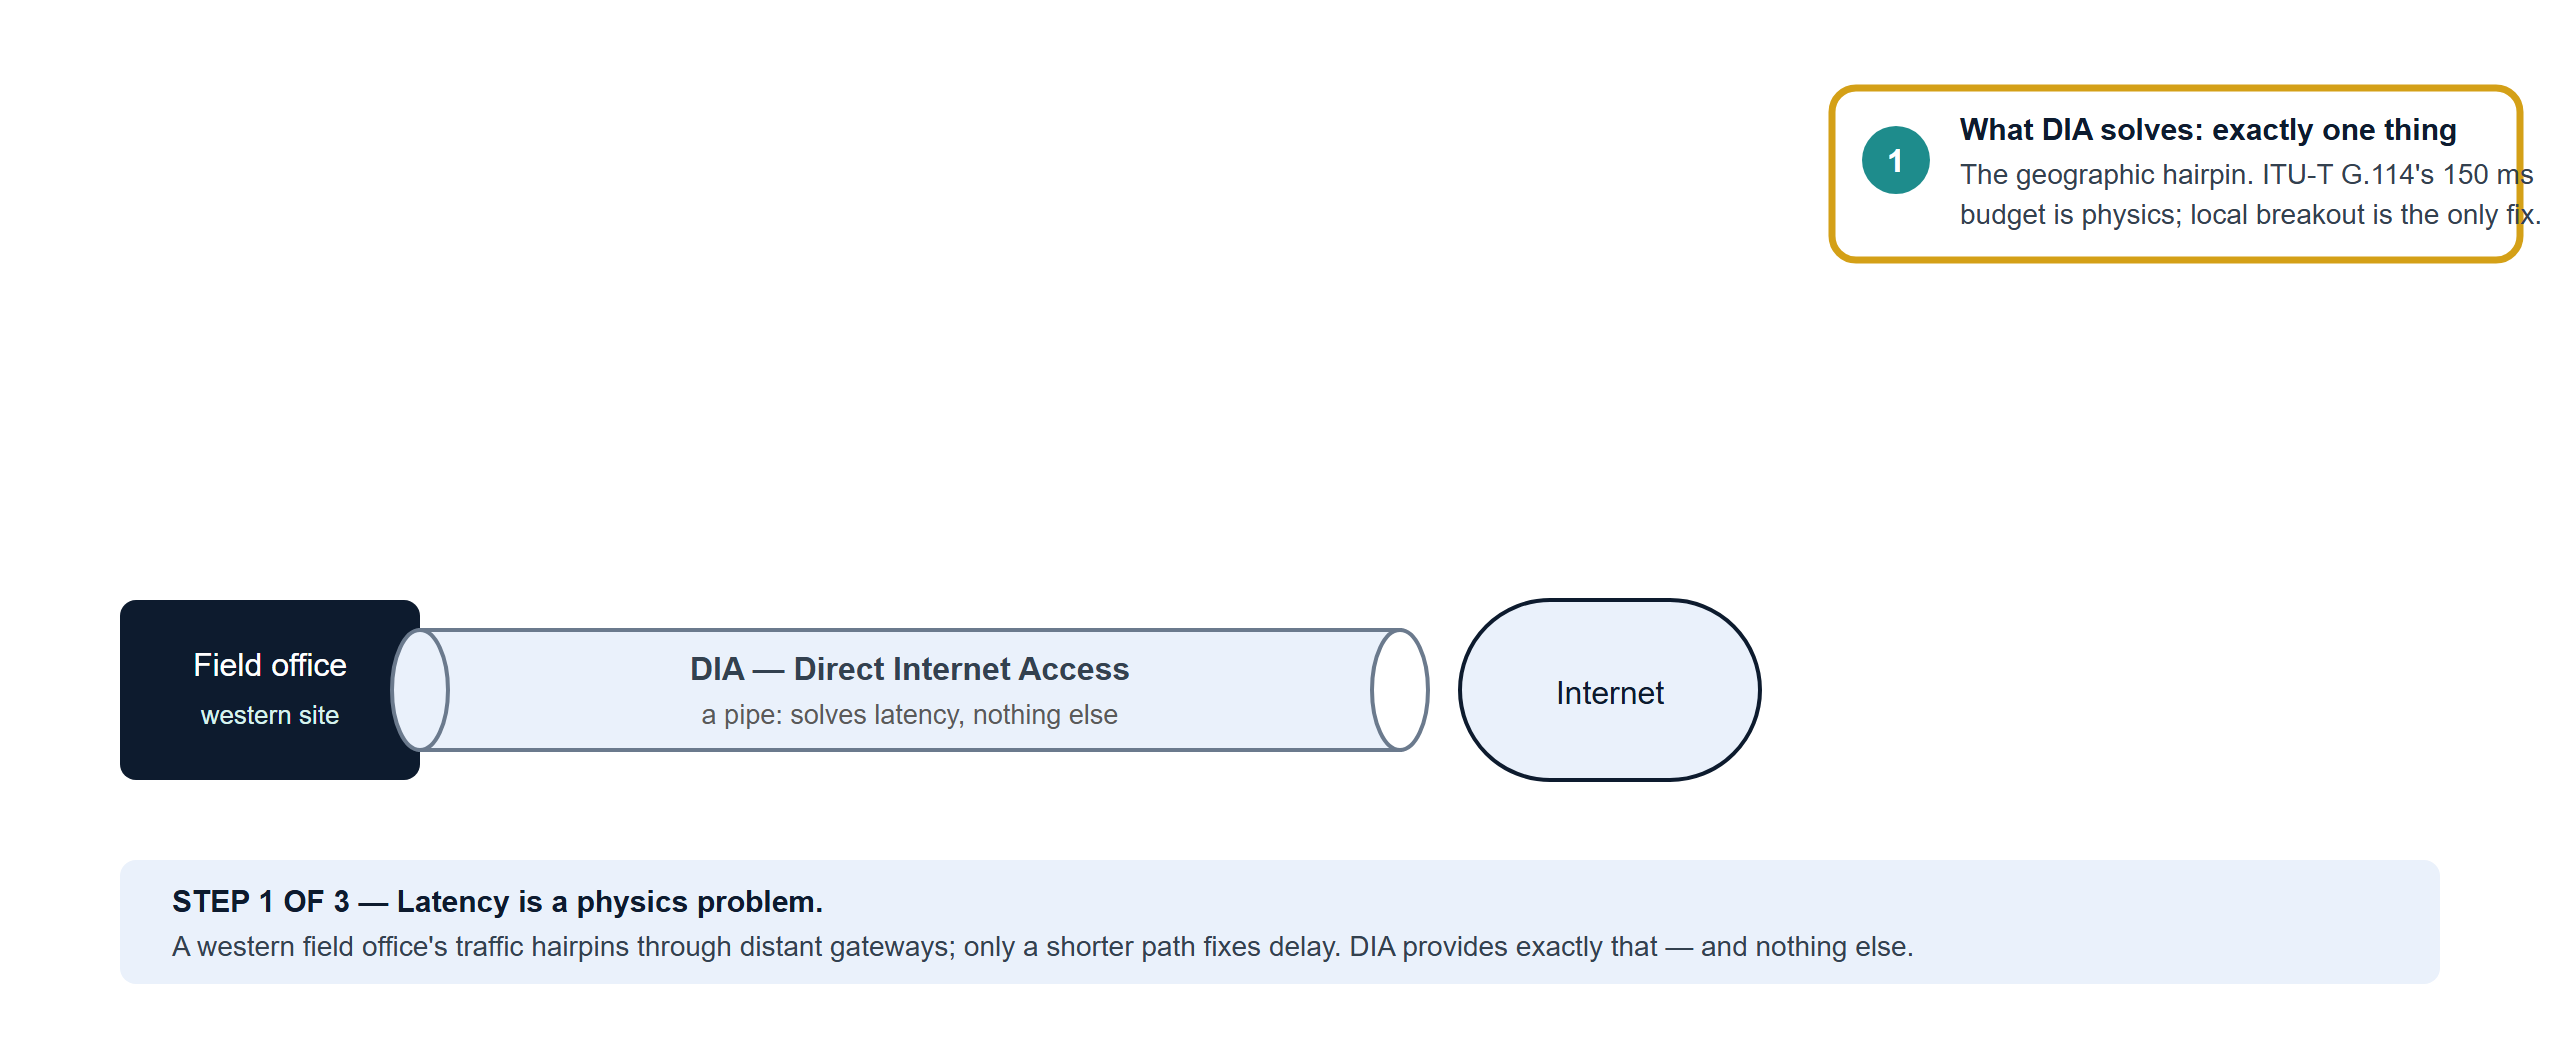 1
What DIA solves: exactly one thing
The geographic hairpin. ITU-T G.114's 150 ms
budget is physics; local breakout is the only fix.
Field office
western site
DIA — Direct Internet Access
a pipe: solves latency, nothing else
Internet
STEP 1 OF 3 — Latency is a physics problem.
A western field office's traffic hairpins through distant gateways; only a shorter path fixes delay. DIA provides exactly that — and nothing else.